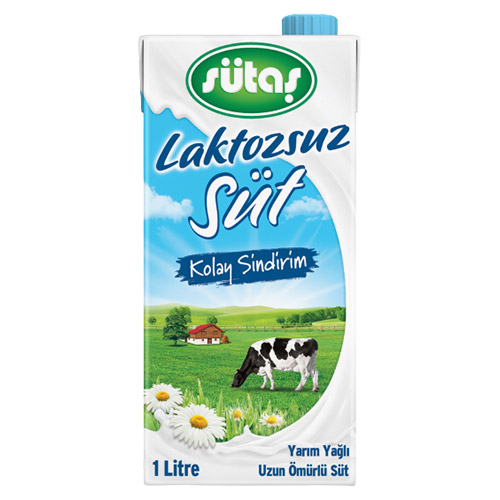 sütaş
Laktozsuz
Süt
Kolay Sindirim
1 Litre
Yarım Yağlı
Uzun Ömürlü Süt